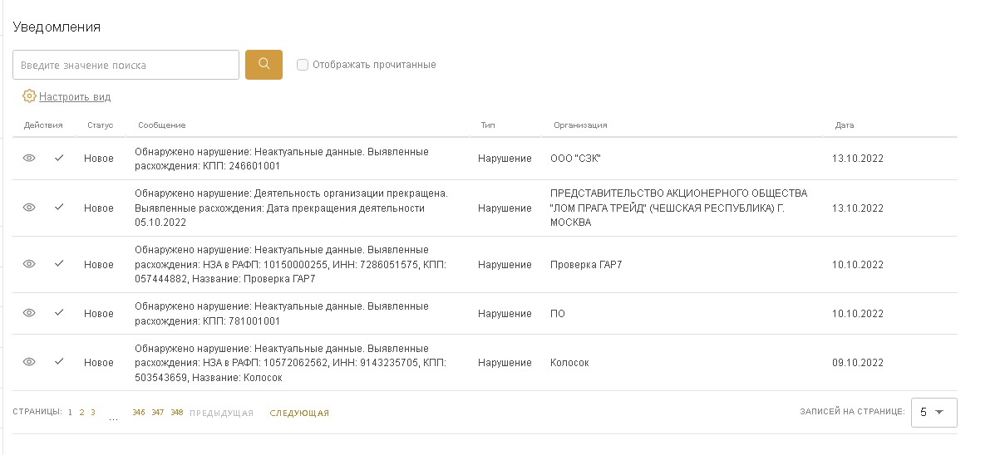 Уведомления
Введите значение поиска
Отображать прочитанные
Настроить вид
Действия Статус Сообщение Тип Организация Дата
Новое Обнаружено нарушение: Неактуальные данные. Выявленные расхождения: КПП: 246601001 Нарушение ООО "СЗК" 13.10.2022
Новое Обнаружено нарушение: Деятельность организации прекращена. Выявленные расхождения: Дата прекращения деятельности 05.10.2022 Нарушение ПРЕДСТАВИТЕЛЬСТВО АКЦИОНЕРНОГО ОБЩЕСТВА "ЛОМ ПРАГА ТРЕЙД" (ЧЕШСКАЯ РЕСПУБЛИКА) Г. МОСКВА 13.10.2022
Новое Обнаружено нарушение: Неактуальные данные. Выявленные расхождения: НЗА в РАФП: 10150000255, ИНН: 7286051575, КПП: 057444882, Название: Проверка ГАР7 Нарушение Проверка ГАР7 10.10.2022
Новое Обнаружено нарушение: Неактуальные данные. Выявленные расхождения: КПП: 781001001 Нарушение ПО 10.10.2022
Новое Обнаружено нарушение: Неактуальные данные. Выявленные расхождения: НЗА в РАФП: 10572062562, ИНН: 9143235705, КПП: 503543659, Название: Колосок Нарушение Колосок 09.10.2022
СТРАНИЦЫ: 1 2 3 ... 346 347 348 ПРЕДЫДУЩАЯ СЛЕДУЮЩАЯ ЗАПИСЕЙ НА СТРАНИЦЕ: 5